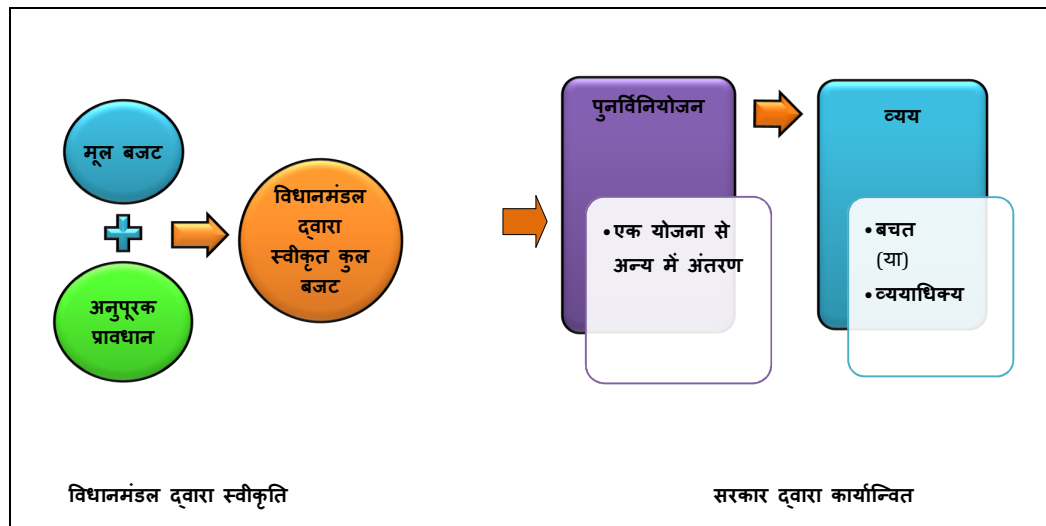 मूल बजट
अनुपूरक
प्रावधान
विधानमंडल
द्वारा
स्वीकृत कुल
बजट
पुनर्विनियोजन
• एक योजना से
अन्य में अंतरण
व्यय
• बचत
(या)
• व्ययाधिक्य
विधानमंडल द्वारा स्वीकृति
सरकार द्वारा कार्यान्वित